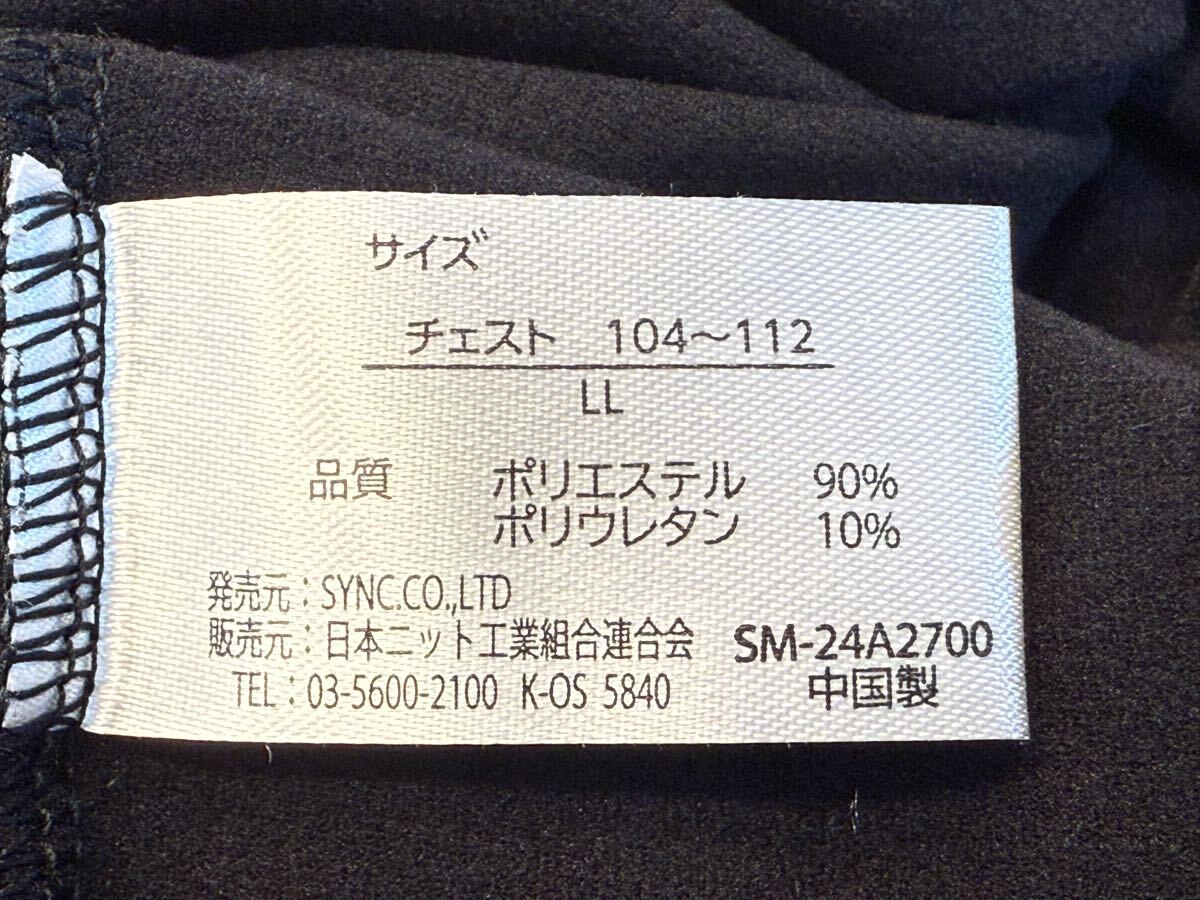 サイズ
チェスト 104～112
LL
品質 ポリエステル 90%
ポリウレタン 10%
発売元：SYNC.CO.,LTD
販売元：日本ニット工業組合連合会 SM-24A2700
TEL：03-5600-2100 K-OS 5840 中国製